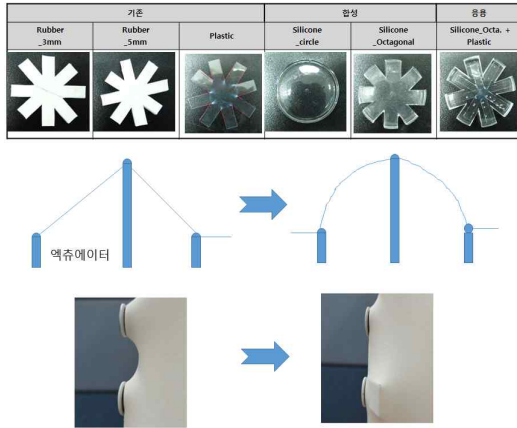 기존 합성 응용
Rubber _3mm Rubber _5mm Plastic Silicone _circle Silicone _Octagonal Silicone_Octa. + Plastic
엑츄에이터